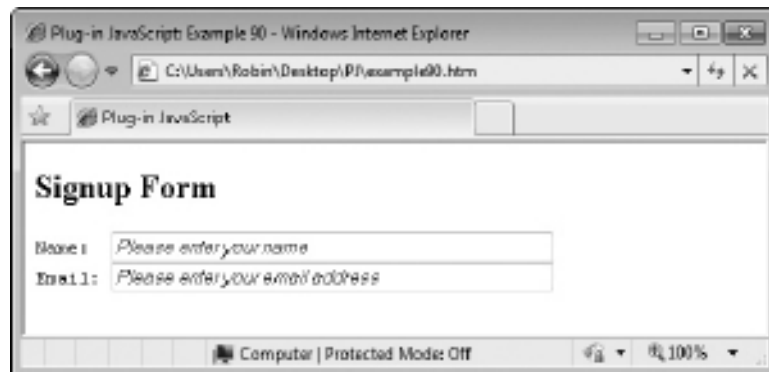 Plug-in JavaScript: Example 90 - Windows Internet Explorer
C:\Users\Robin\Desktop\PJ\example90.htm
Plug-in JavaScript
Signup Form
Name: Please enter your name
Email: Please enter your email address
Computer | Protected Mode: Off
100%